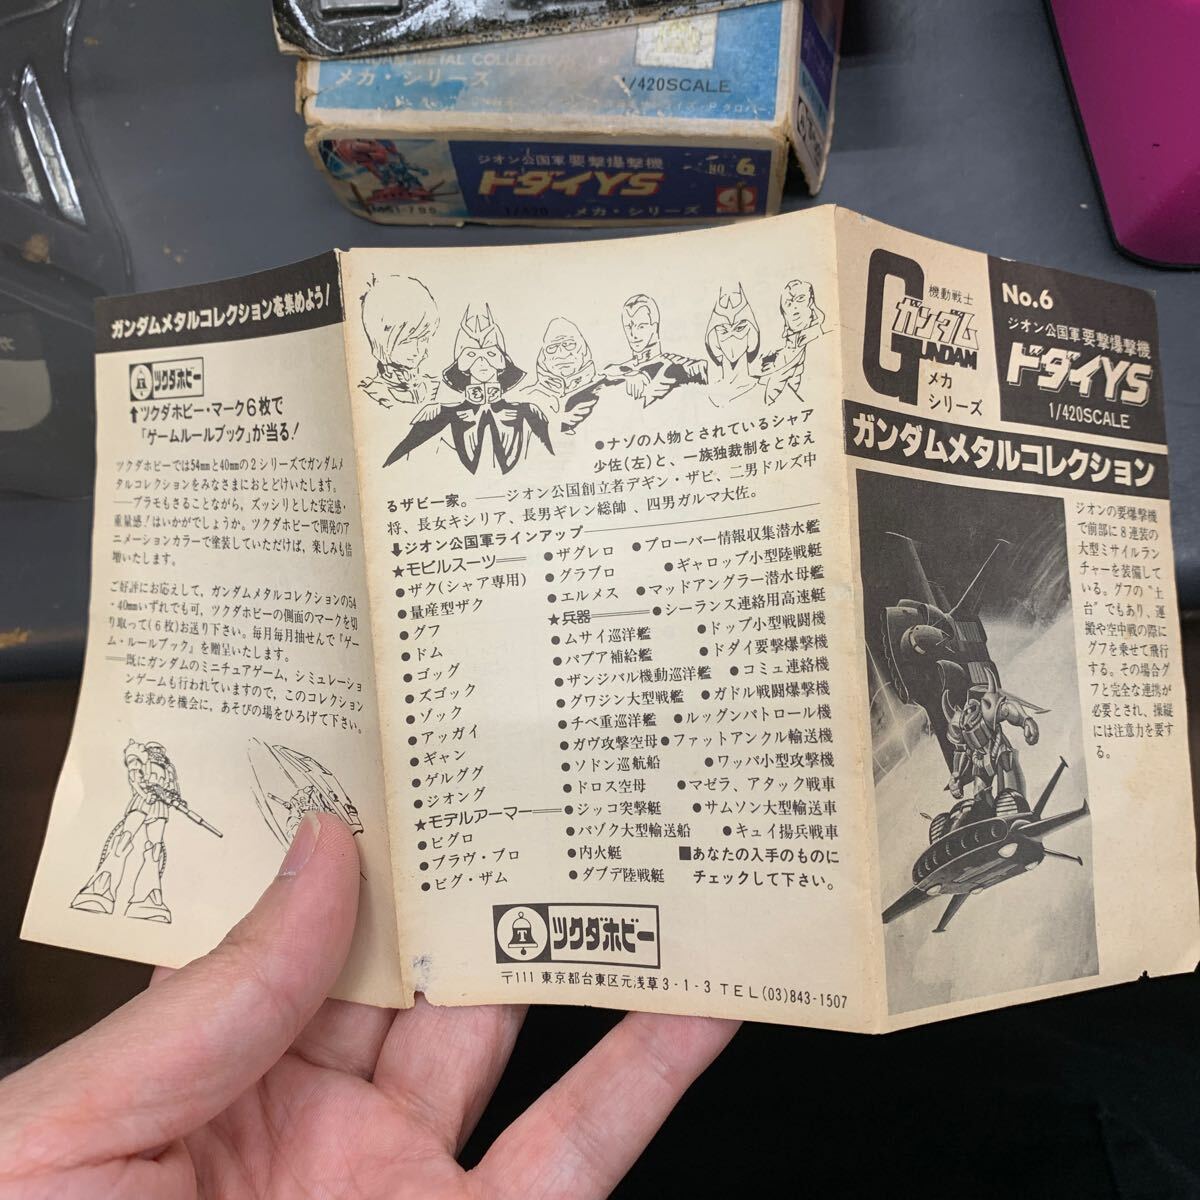 GUNDAM METAL COLLECTION
メカ・シリーズ
1/420SCALE
ジオン公国軍要撃爆撃機
ドダイYS
NO. 6
1/420
メカ・シリーズ
ガンダムメタルコレクションを集めよう!
ツクダホビー
↑ツクダホビー・マーク6枚で
「ゲームルールブック」が当る!
ツクダホビーでは54㎜と40㎜の2シリーズでガンダムメ
タルコレクションをみなさまにおとどけいたします。
——プラモもさることながら、ズッシリとした安定感・
重量感!はいかがでしょうか。ツクダホビーで開発のア
ニメーションカラーで塗装していただけば、楽しみも倍
増いたします。
ご好評にお応えして、ガンダムメタルコレクションの54
・40㎜いずれでも可、ツクダホビーの側面のマークを切
り取って(6枚)お送り下さい。毎月毎月抽せんで『ゲー
ム・ルールブック』を贈呈いたします。
——既にガンダムのミニチュアゲーム、シミュレーショ
ンゲームも行われていますので、このコレクション
をお求めを機会に、あそびの場をひろげて下さい。
●ナゾの人物とされているシャア
少佐(左)と、一族独裁制をとなえ
るザビー家。——ジオン公国創立者デギン・ザビ、二男ドルズ中
将、長女キシリア、長男ギレン総帥、四男ガルマ大佐。
↓ジオン公国軍ラインアップ
★モビルスーツ
●ザク(シャア専用)
●量産型ザク
●グフ
●ドム
●ゴッグ
●ズゴック
●ゾック
●アッガイ
●ギャン
●ゲルググ
●ジオング
★モデルアーマー
●ビグロ
●ブラヴ・ブロ
●ビグ・ザム
●ザグレロ
●グラブロ
●エルメス
★兵器
●ムサイ巡洋艦
●パプア補給艦
●ザンジバル機動巡洋艦
●グワジン大型戦艦
●チベ重巡洋艦
●ガヴ攻撃空母
●ソドン巡航船
●ドロス空母
●ジッコ突撃艇
●パゾク大型輸送船
●内火艇
●ダブデ陸戦艇
●プローバー情報収集潜水艦
●ギャロップ小型陸戦艇
●マッドアングラー潜水母艦
●シーランス連絡用高速艇
●ドップ小型戦闘機
●ドダイ要撃爆撃機
●コミュ連絡機
●ガドル戦闘爆撃機
●ルッグンパトロール機
●ファットアンクル輸送機
●ワッパ小型攻撃機
●マゼラ、アタック戦車
●サムソン大型輸送車
●キュイ揚兵戦車
■あなたの入手のものに
チェックして下さい。
ツクダホビー
〒111 東京都台東区元浅草3-1-3 TEL(03)843-1507
機動戦士
ガンダム
GUNDAM
メカ
シリーズ
No.6
ジオン公国軍要撃爆撃機
ドダイYS
1/420SCALE
ガンダムメタルコレクション
ジオンの要爆撃機
で前部に8連装の
大型ミサイルラン
チャーを装備して
いる。グフの“土
台”でもあり、運
搬や空中戦の際に
グフを乗せて飛行
する。その場合グ
フと完全な連携が
必要とされ、操縦
には注意力を要す
る。